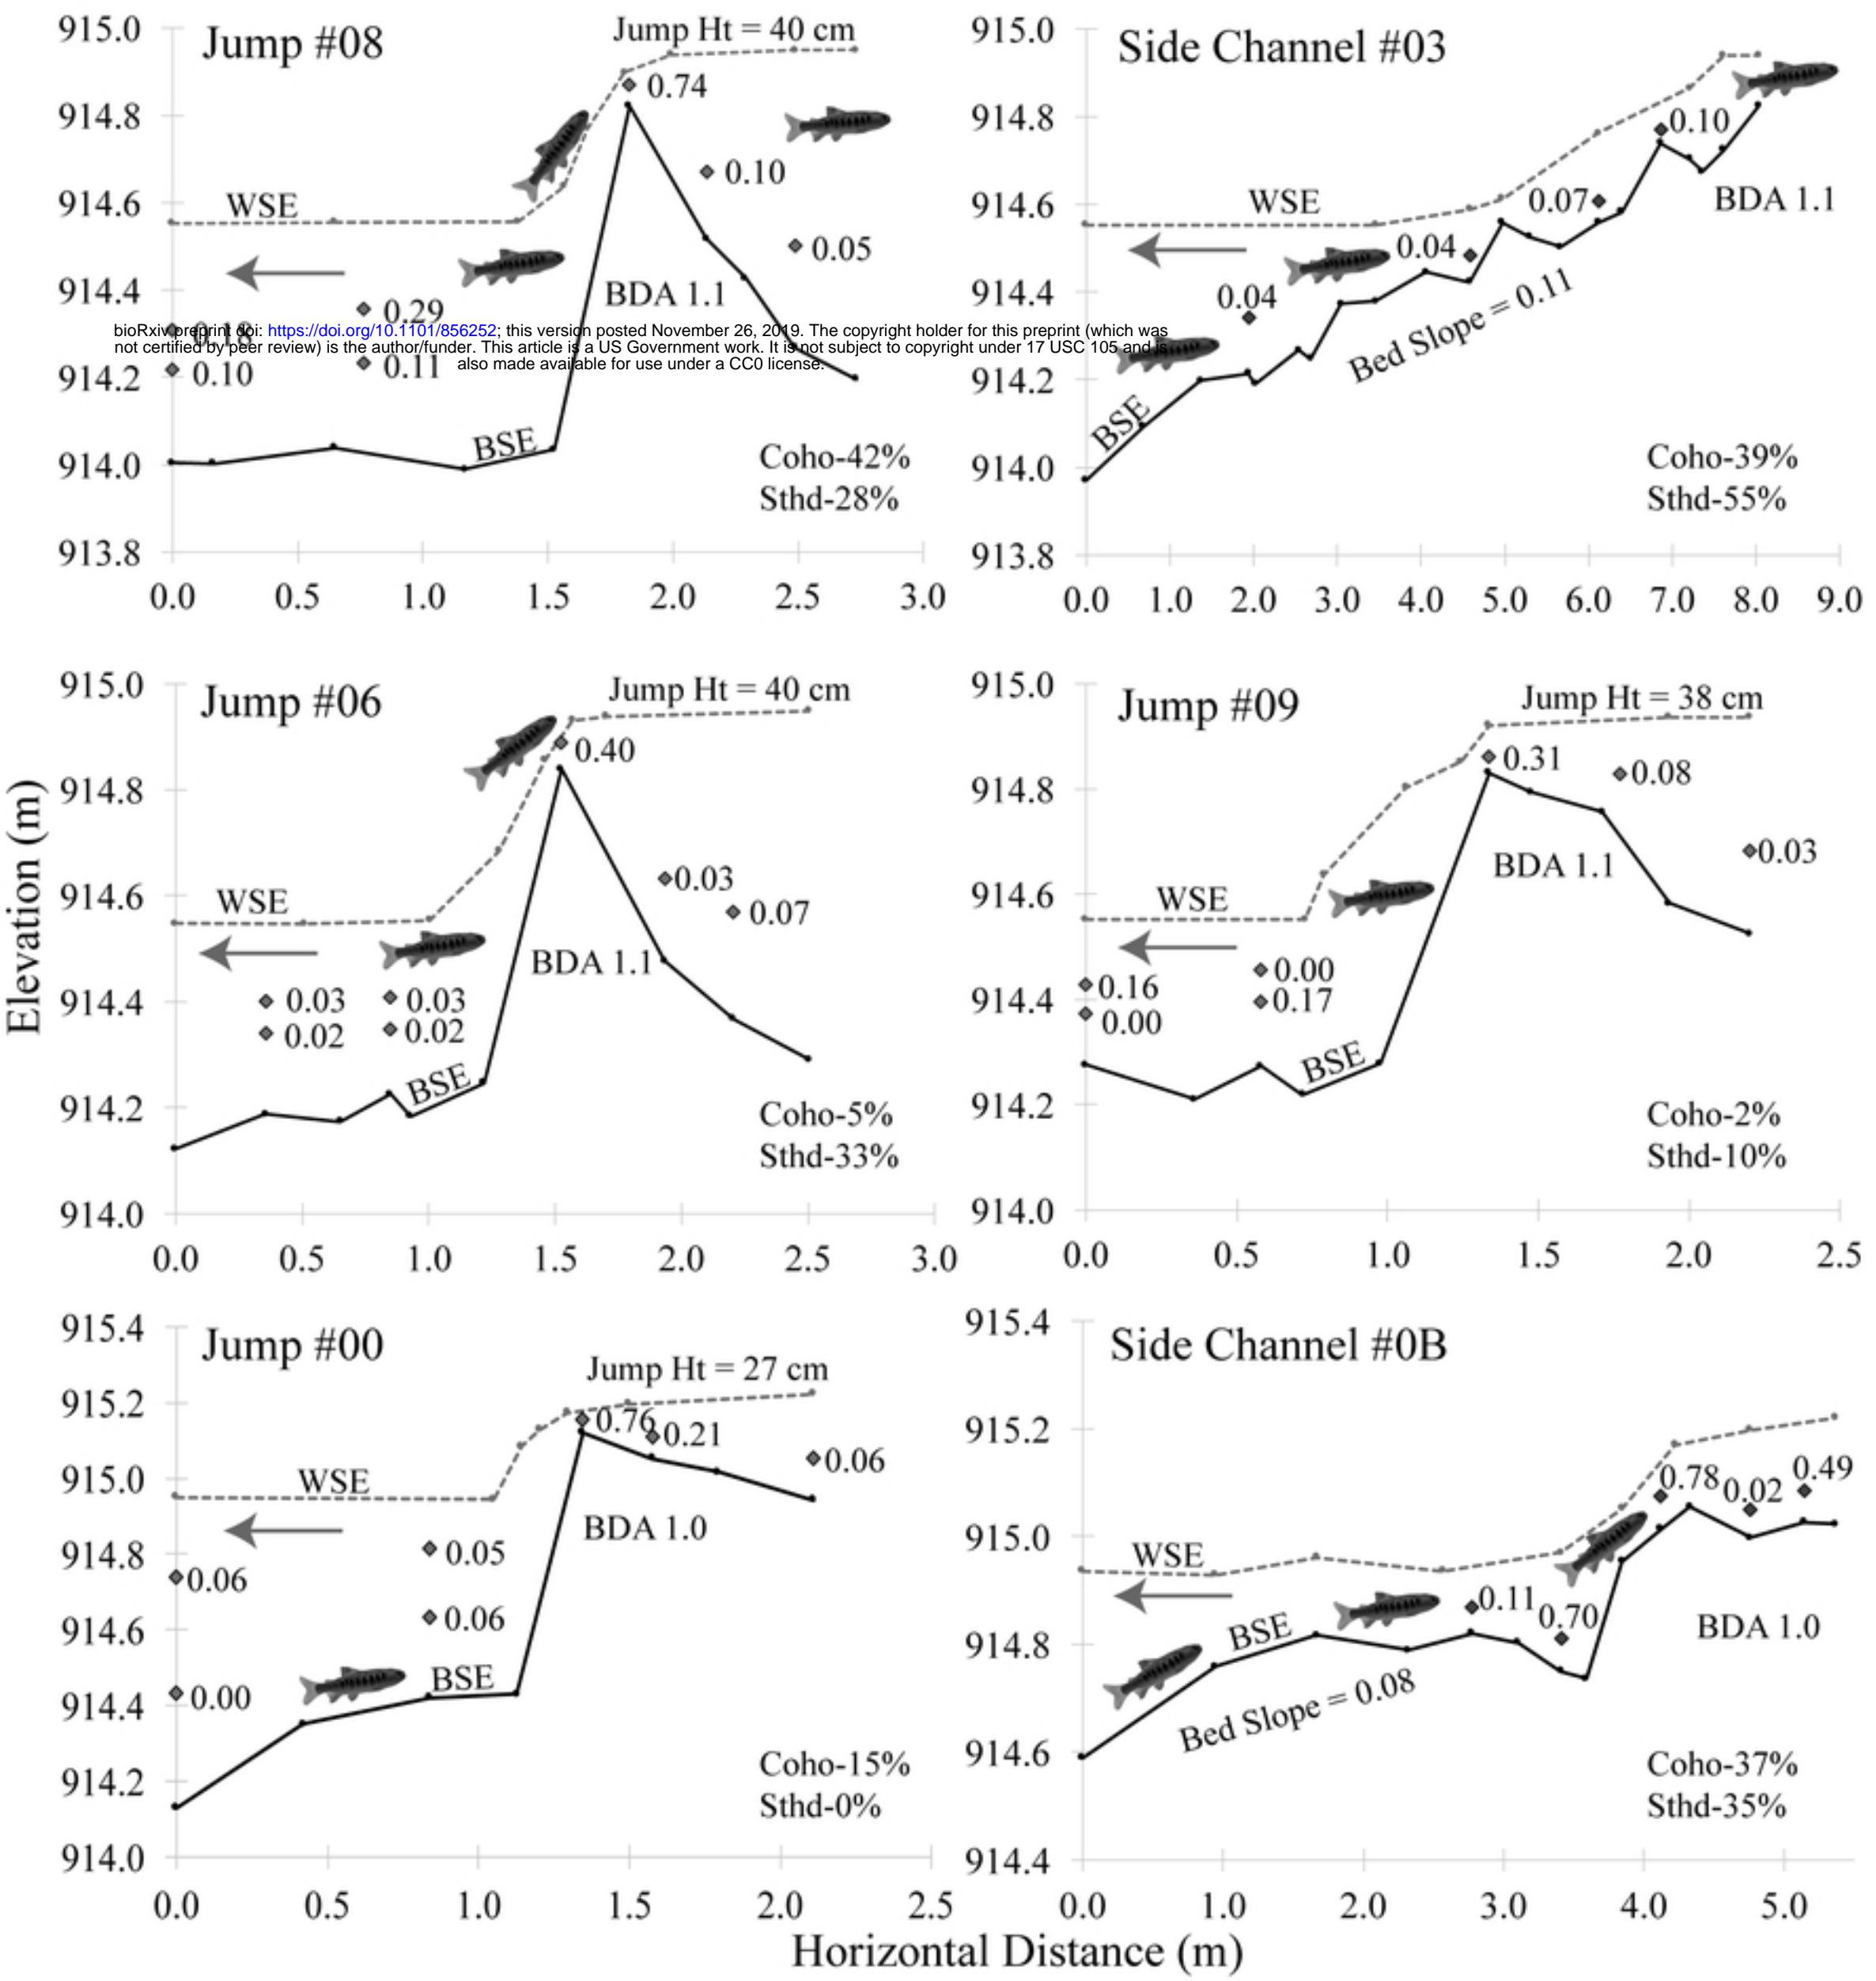 Jump #08
Jump Ht = 40 cm
915.0
914.8
914.6
914.4
914.2
914.0
913.8
0.74
0.10
0.05
WSE
0.29
0.18
0.11
0.10
BDA 1.1
BSE
Coho-42%
Sthd-28%
0.0 0.5 1.0 1.5 2.0 2.5 3.0
bioRxiv preprint doi: https://doi.org/10.1101/856252; this version posted November 26, 2019. The copyright holder for this preprint (which was
not certified by peer review) is the author/funder. This article is a US Government work. It is not subject to copyright under 17 USC 105 and is
also made available for use under a CC0 license.
Side Channel #03
915.0
914.8
914.6
914.4
914.2
914.0
913.8
0.10
0.07
WSE
BDA 1.1
0.04
0.04
Bed Slope = 0.11
BSE
Coho-39%
Sthd-55%
0.0 1.0 2.0 3.0 4.0 5.0 6.0 7.0 8.0 9.0
Elevation (m)
Jump #06
Jump Ht = 40 cm
915.0
914.8
914.6
914.4
914.2
914.0
0.40
0.03
0.07
WSE
BDA 1.1
0.03
0.03
0.02
0.02
BSE
Coho-5%
Sthd-33%
0.0 0.5 1.0 1.5 2.0 2.5 3.0
Jump #09
Jump Ht = 38 cm
915.0
914.8
914.6
914.4
914.2
914.0
0.31
0.08
0.03
WSE
BDA 1.1
0.00
0.16
0.17
0.00
BSE
Coho-2%
Sthd-10%
0.0 0.5 1.0 1.5 2.0 2.5
Jump #00
Jump Ht = 27 cm
915.4
915.2
915.0
914.8
914.6
914.4
914.2
914.0
0.76
0.21
0.06
WSE
BDA 1.0
0.05
0.06
0.06
0.00
BSE
Coho-15%
Sthd-0%
0.0 0.5 1.0 1.5 2.0 2.5
Side Channel #0B
915.4
915.2
915.0
914.8
914.6
914.4
0.49
0.78
0.02
WSE
0.11
0.70
BSE
BDA 1.0
Bed Slope = 0.08
Coho-37%
Sthd-35%
0.0 1.0 2.0 3.0 4.0 5.0
Horizontal Distance (m)